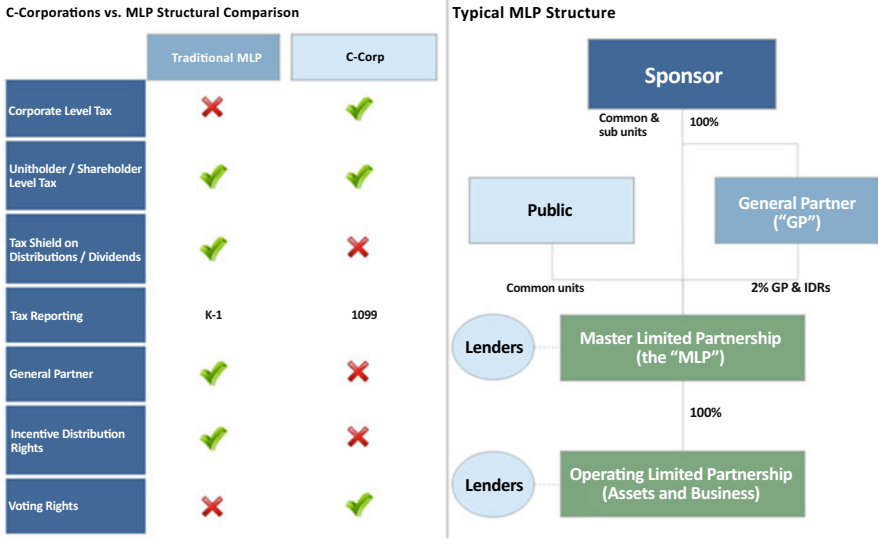 C-Corporations vs. MLP Structural Comparison
Traditional MLP
C-Corp
Corporate Level Tax
Unitholder / Shareholder
Level Tax
Tax Shield on
Distributions / Dividends
Tax Reporting
K-1
1099
General Partner
Incentive Distribution
Rights
Voting Rights
Typical MLP Structure
Sponsor
Common &
sub units
100%
Public
General Partner
("GP")
Common units
2% GP & IDRs
Lenders
Master Limited Partnership
(the "MLP")
100%
Lenders
Operating Limited Partnership
(Assets and Business)